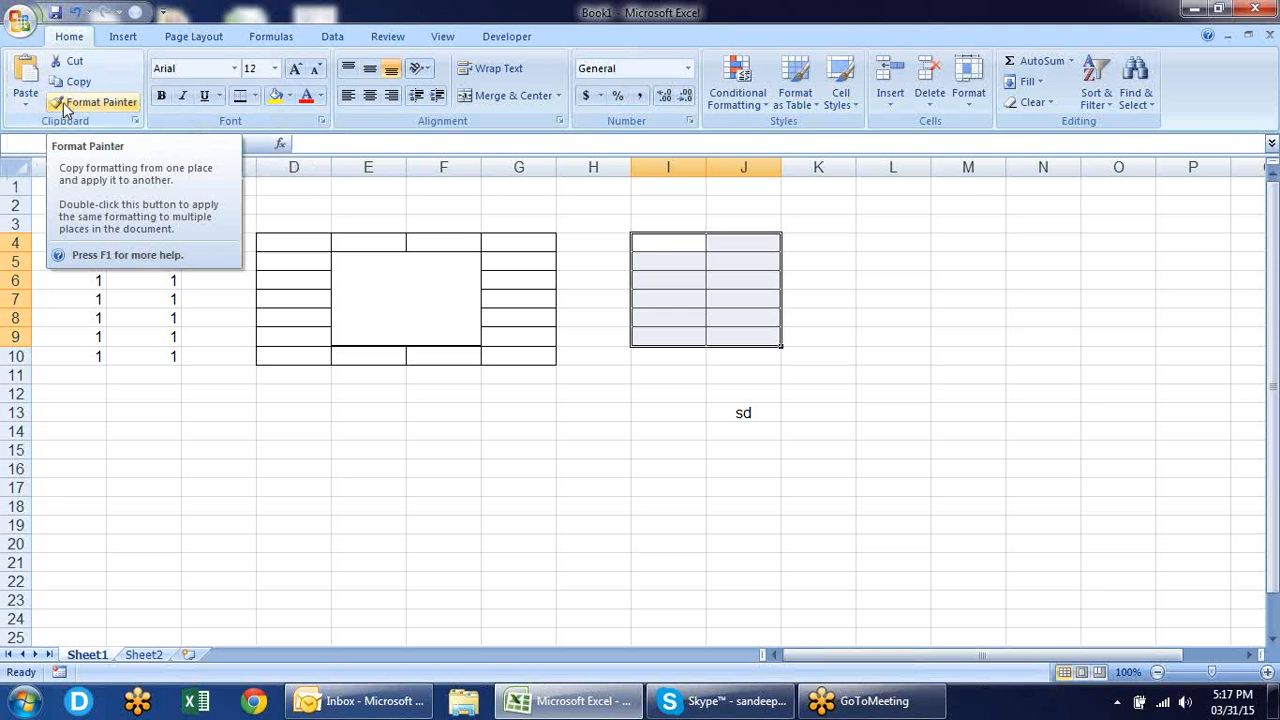 Book1 - Microsoft Excel
Home Insert Page Layout Formulas Data Review View Developer
Paste
Cut
Copy
Format Painter
Clipboard
Arial 12
B I U
Font
Wrap Text
Merge & Center
Alignment
General
$ % ,
Number
Conditional Formatting
Format as Table
Cell Styles
Styles
Insert
Delete
Format
Cells
AutoSum
Fill
Clear
Sort & Filter
Find & Select
Editing
fx
Format Painter
Copy formatting from one place
and apply it to another.
Double-click this button to apply
the same formatting to multiple
places in the document.
Press F1 for more help.
D E F G H I J K L M N O P
1
2
3
4
5
6 1 1
7 1 1
8 1 1
9 1 1
10 1 1
11
12
13 sd
14
15
16
17
18
19
20
21
22
23
24
25
Sheet1 Sheet2
Ready 100%
Inbox - Microsoft ...
Microsoft Excel - ...
Skype™ - sandeep...
GoToMeeting
5:17 PM
03/31/15